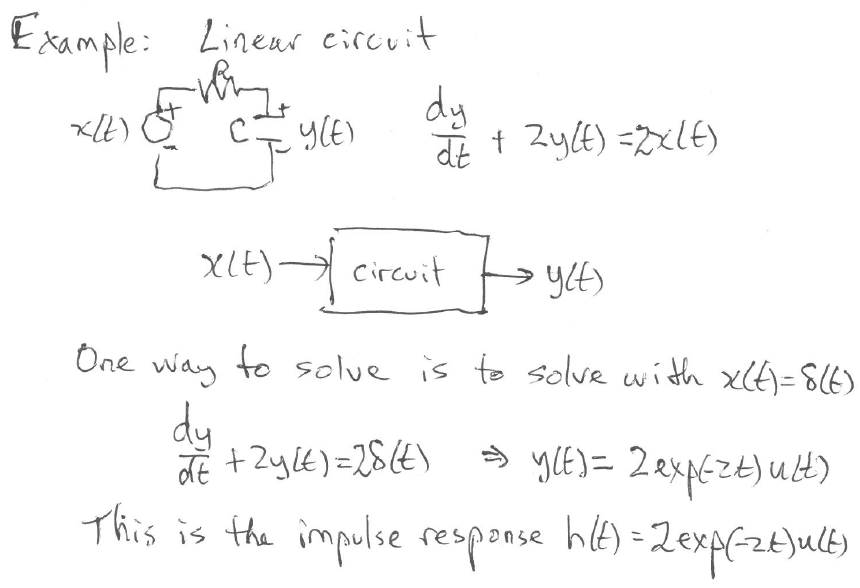 Example: Linear circuit
R
x(t) + - C + - y(t) dy/dt + 2y(t) = 2x(t)
x(t) → circuit → y(t)
One way to solve is to solve with x(t)=δ(t)
dy/dt + 2y(t)=2δ(t) ⇒ y(t) = 2exp(-2t)u(t)
This is the impulse response h(t) = 2exp(-2t)u(t)